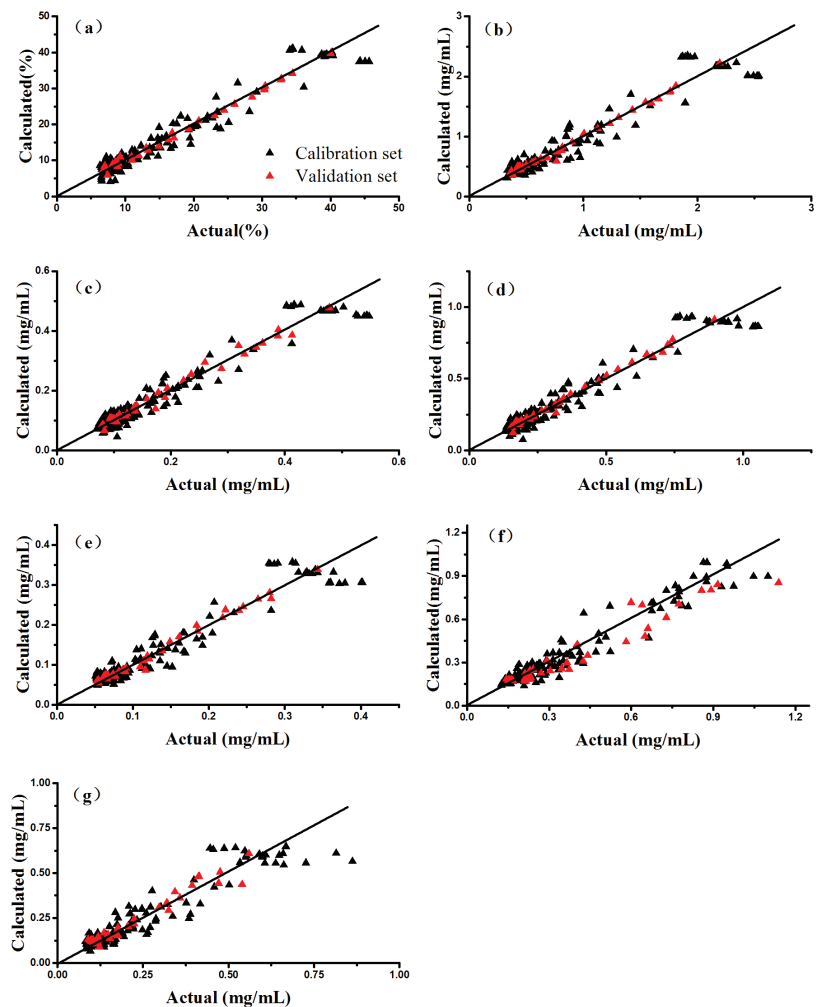 (a)
50
40
30
20
10
0
Calculated(%)
Calibration set
Validation set
0 10 20 30 40 50
Actual(%)
(b)
3
2
1
0
Calculated (mg/mL)
0 1 2 3
Actual (mg/mL)
(c)
0.6
0.4
0.2
0.0
Calculated (mg/mL)
0.0 0.2 0.4 0.6
Actual (mg/mL)
(d)
1.0
0.5
0.0
Calculated (mg/mL)
0.0 0.5 1.0
Actual (mg/mL)
(e)
0.4
0.3
0.2
0.1
0.0
Calculated (mg/mL)
0.0 0.1 0.2 0.3 0.4
Actual (mg/mL)
(f)
1.2
0.9
0.6
0.3
0.0
Calculated(mg/mL)
0.0 0.3 0.6 0.9 1.2
Actual (mg/mL)
(g)
1.00
0.75
0.50
0.25
0.00
Calculated (mg/mL)
0.00 0.25 0.50 0.75 1.00
Actual (mg/mL)